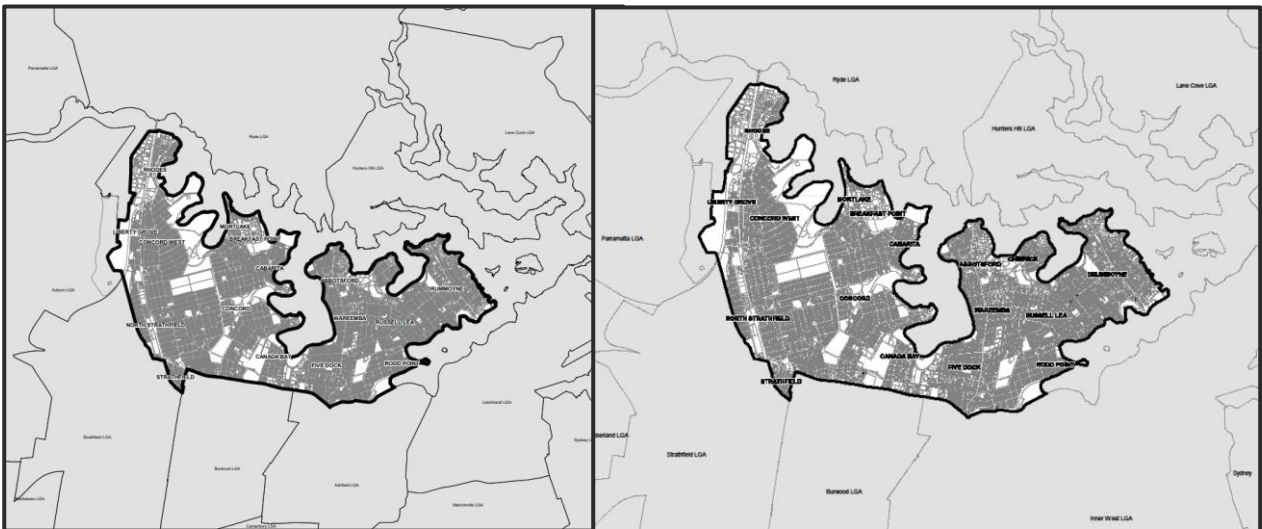 Parramatta LGA
Ryde LGA
Lane Cove LGA
Hunters Hill LGA
RHODES
LIBERTY GROVE
CONCORD WEST
MORTLAKE
BREAKFAST POINT
CABARITA
ABBOTSFORD
DRUMMOYNE
Auburn LGA
CONCORD
WAREEMBA
RUSSELL LEA
NORTH STRATHFIELD
CANADA BAY
FIVE DOCK
RODD POINT
STRATHFIELD
Leichhardt LGA
Strathfield LGA
Burwood LGA
Ashfield LGA
Marrickville LGA
Canterbury LGA
Ryde LGA
Lane Cove LGA
Hunters Hill LGA
RHODES
LIBERTY GROVE
CONCORD WEST
MORTLAKE
BREAKFAST POINT
Parramatta LGA
CABARITA
ABBOTSFORD
CHISWICK
DRUMMOYNE
CONCORD
WAREEMBA
RUSSELL LEA
NORTH STRATHFIELD
CANADA BAY
FIVE DOCK
RODD POINT
STRATHFIELD
berland LGA
Strathfield LGA
Burwood LGA
Sydney
Inner West LGA